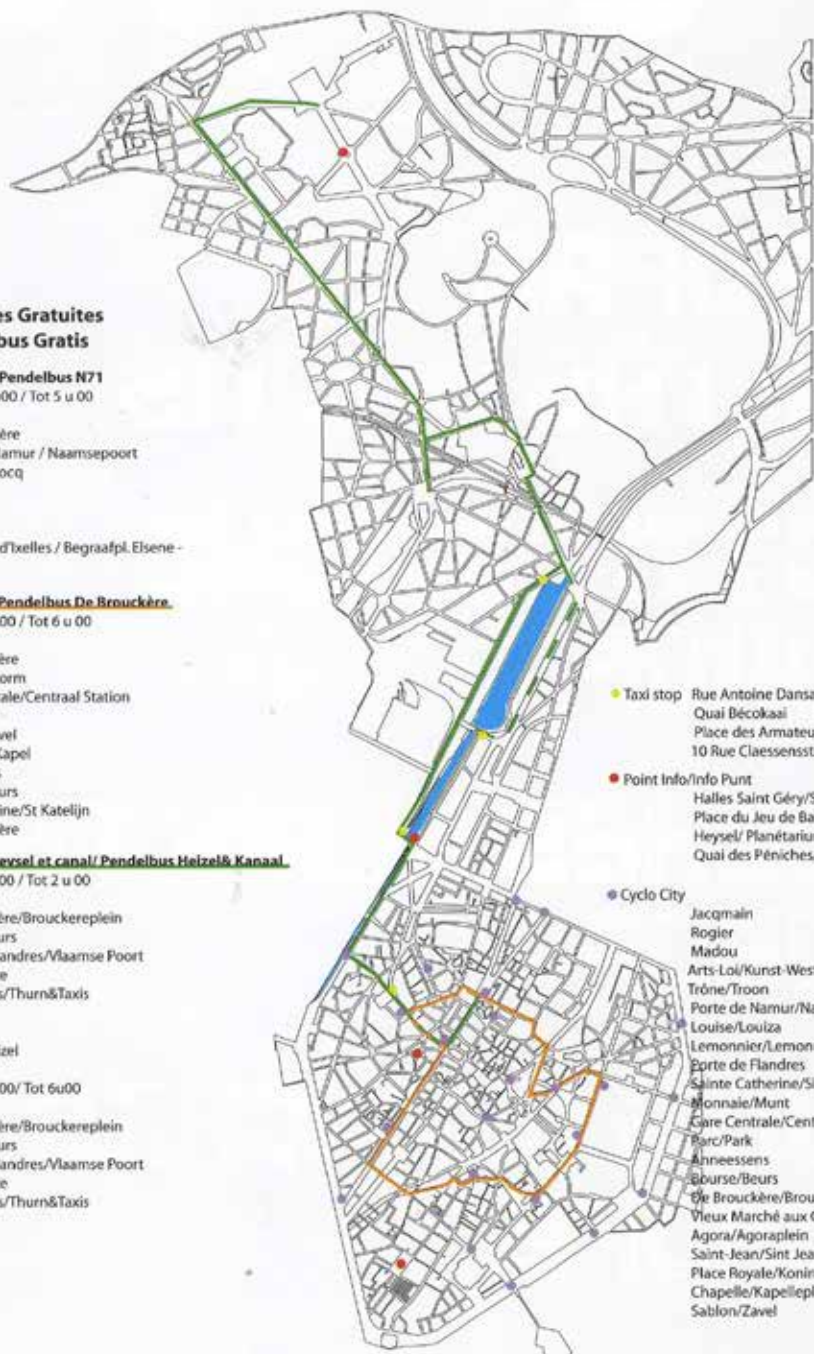 es Gratuites
bus Gratis
Pendelbus N71
00 / Tot 5 u 00
ère
amur / Naamsepoort
ocq
d'Ixelles / Begraafpl. Elsene -
Pendelbus De Brouckère
00 / Tot 6 u 00
ère
orm
ale/Centraal Station
vel
Kapel
s
urs
ine/St Katelijn
ère
eysel et canal/ Pendelbus Heizel& Kanaal
00 / Tot 2 u 00
ère/Brouckereplein
urs
andres/Vlaamse Poort
e
s/Thurn&Taxis
izel
00/ Tot 6u00
ère/Brouckereplein
urs
andres/Vlaamse Poort
e
s/Thurn&Taxis
Taxi stop Rue Antoine Dansa
Quai Bécokaai
Place des Armateu
10 Rue Claessensst
Point Info/Info Punt
Halles Saint Géry/S
Place du Jeu de Ba
Heysel/ Planétariu
Quai des Péniches/
Cyclo City
Jacqmain
Rogier
Madou
Arts-Loi/Kunst-Wes
Trône/Troon
Porte de Namur/Na
Louise/Louiza
Lemonnier/Lemon
Porte de Flandres
Sainte Catherine/Si
Monnaie/Munt
Gare Centrale/Cent
Parc/Park
Anneessens
Bourse/Beurs
De Brouckère/Brou
Vieux Marché aux G
Agora/Agoraplein
Saint-Jean/Sint Jea
Place Royale/Konin
Chapelle/Kapellepl
Sablon/Zavel